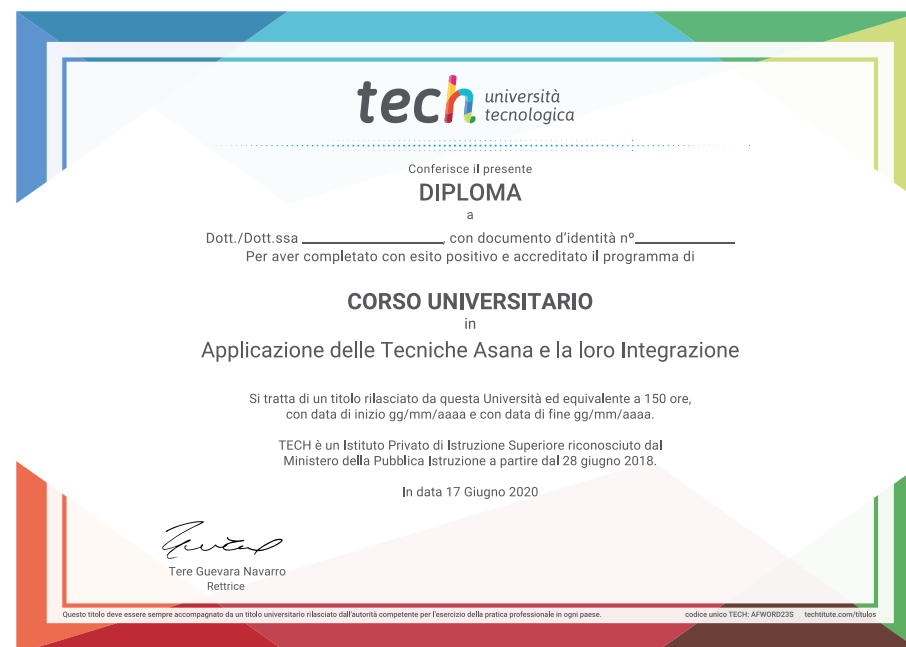 tech università
tecnologica
Conferisce il presente
DIPLOMA
a
Dott./Dott.ssa ____________________, con documento d'identità nº______________
Per aver completato con esito positivo e accreditato il programma di
CORSO UNIVERSITARIO
in
Applicazione delle Tecniche Asana e la loro Integrazione
Si tratta di un titolo rilasciato da questa Università ed equivalente a 150 ore,
con data di inizio gg/mm/aaaa e con data di fine gg/mm/aaaa.
TECH è un Istituto Privato di Istruzione Superiore riconosciuto dal
Ministero della Pubblica Istruzione a partire dal 28 giugno 2018.
In data 17 Giugno 2020
Tere Guevara Navarro
Rettrice
Questo titolo deve essere sempre accompagnato da un titolo universitario rilasciato dall'autorità competente per l'esercizio della pratica professionale in ogni paese. codice unico TECH: AFWORD23S techtitute.com/titulos